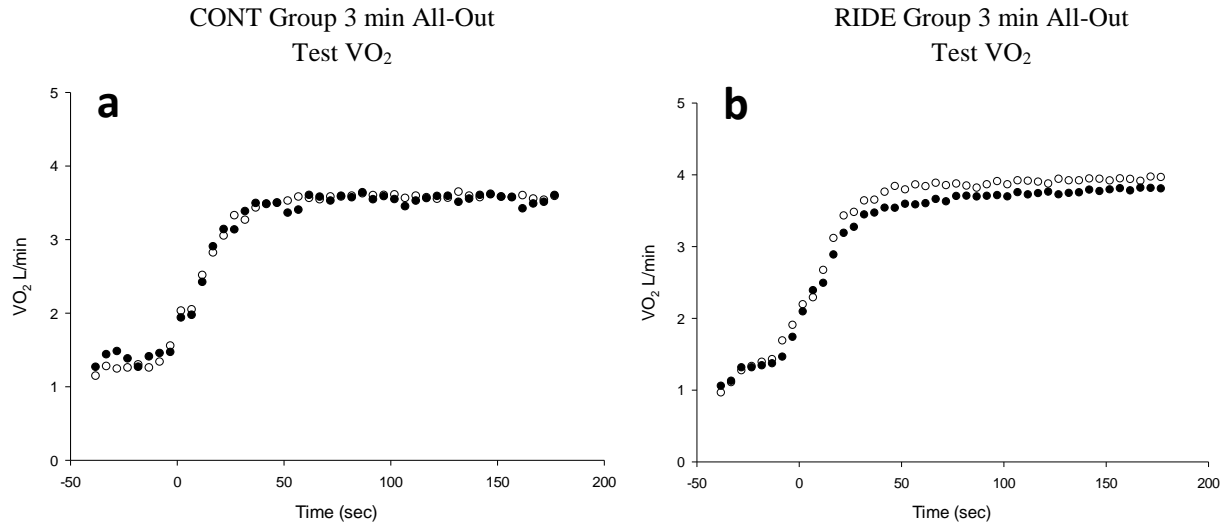 CONT Group 3 min All-Out
Test VO₂
RIDE Group 3 min All-Out
Test VO₂
a
5
4
3
2
1
0
VO₂ L/min
-50
0
50
100
150
200
Time (sec)
b
5
4
3
2
1
0
VO₂ L/min
-50
0
50
100
150
200
Time (sec)